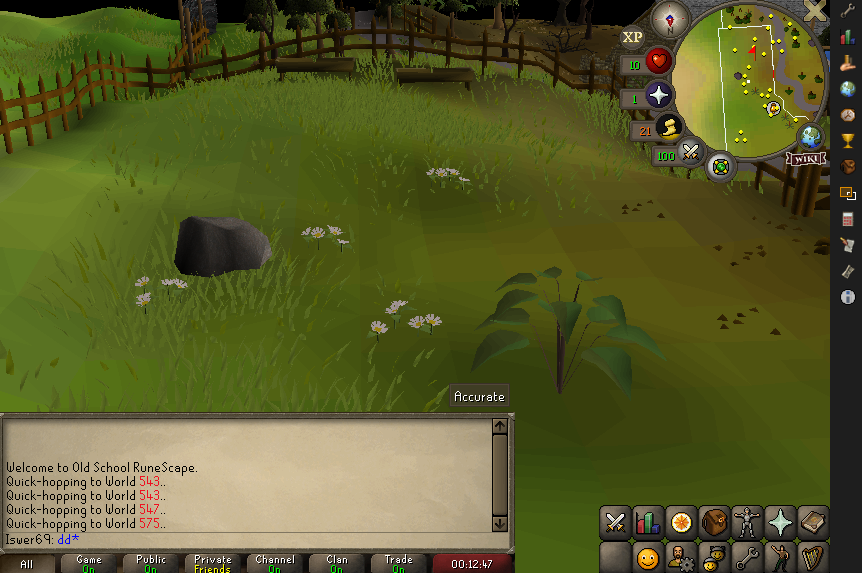 XP
10
1
21
100
WIKI
Accurate
Welcome to Old School RuneScape.
Quick-hopping to World 543..
Quick-hopping to World 543..
Quick-hopping to World 547..
Quick-hopping to World 575..
Iswer69: dd*
All
Game
On
Public
On
Private
Friends
Channel
On
Clan
On
Trade
On
00:12:47